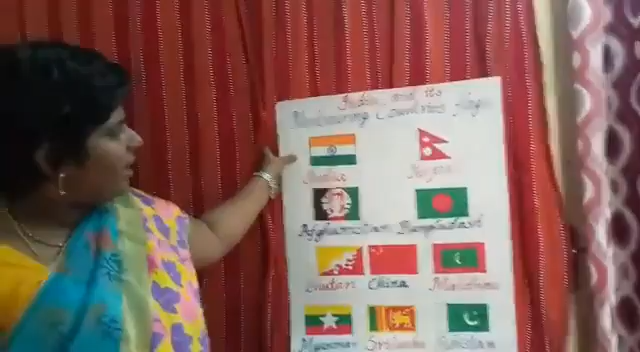 India and its
Neighbouring Countries flags
India Nepal
Afghanistan Bangladesh
Bhutan China Maldives
Myanmar Srilanka Pakistan